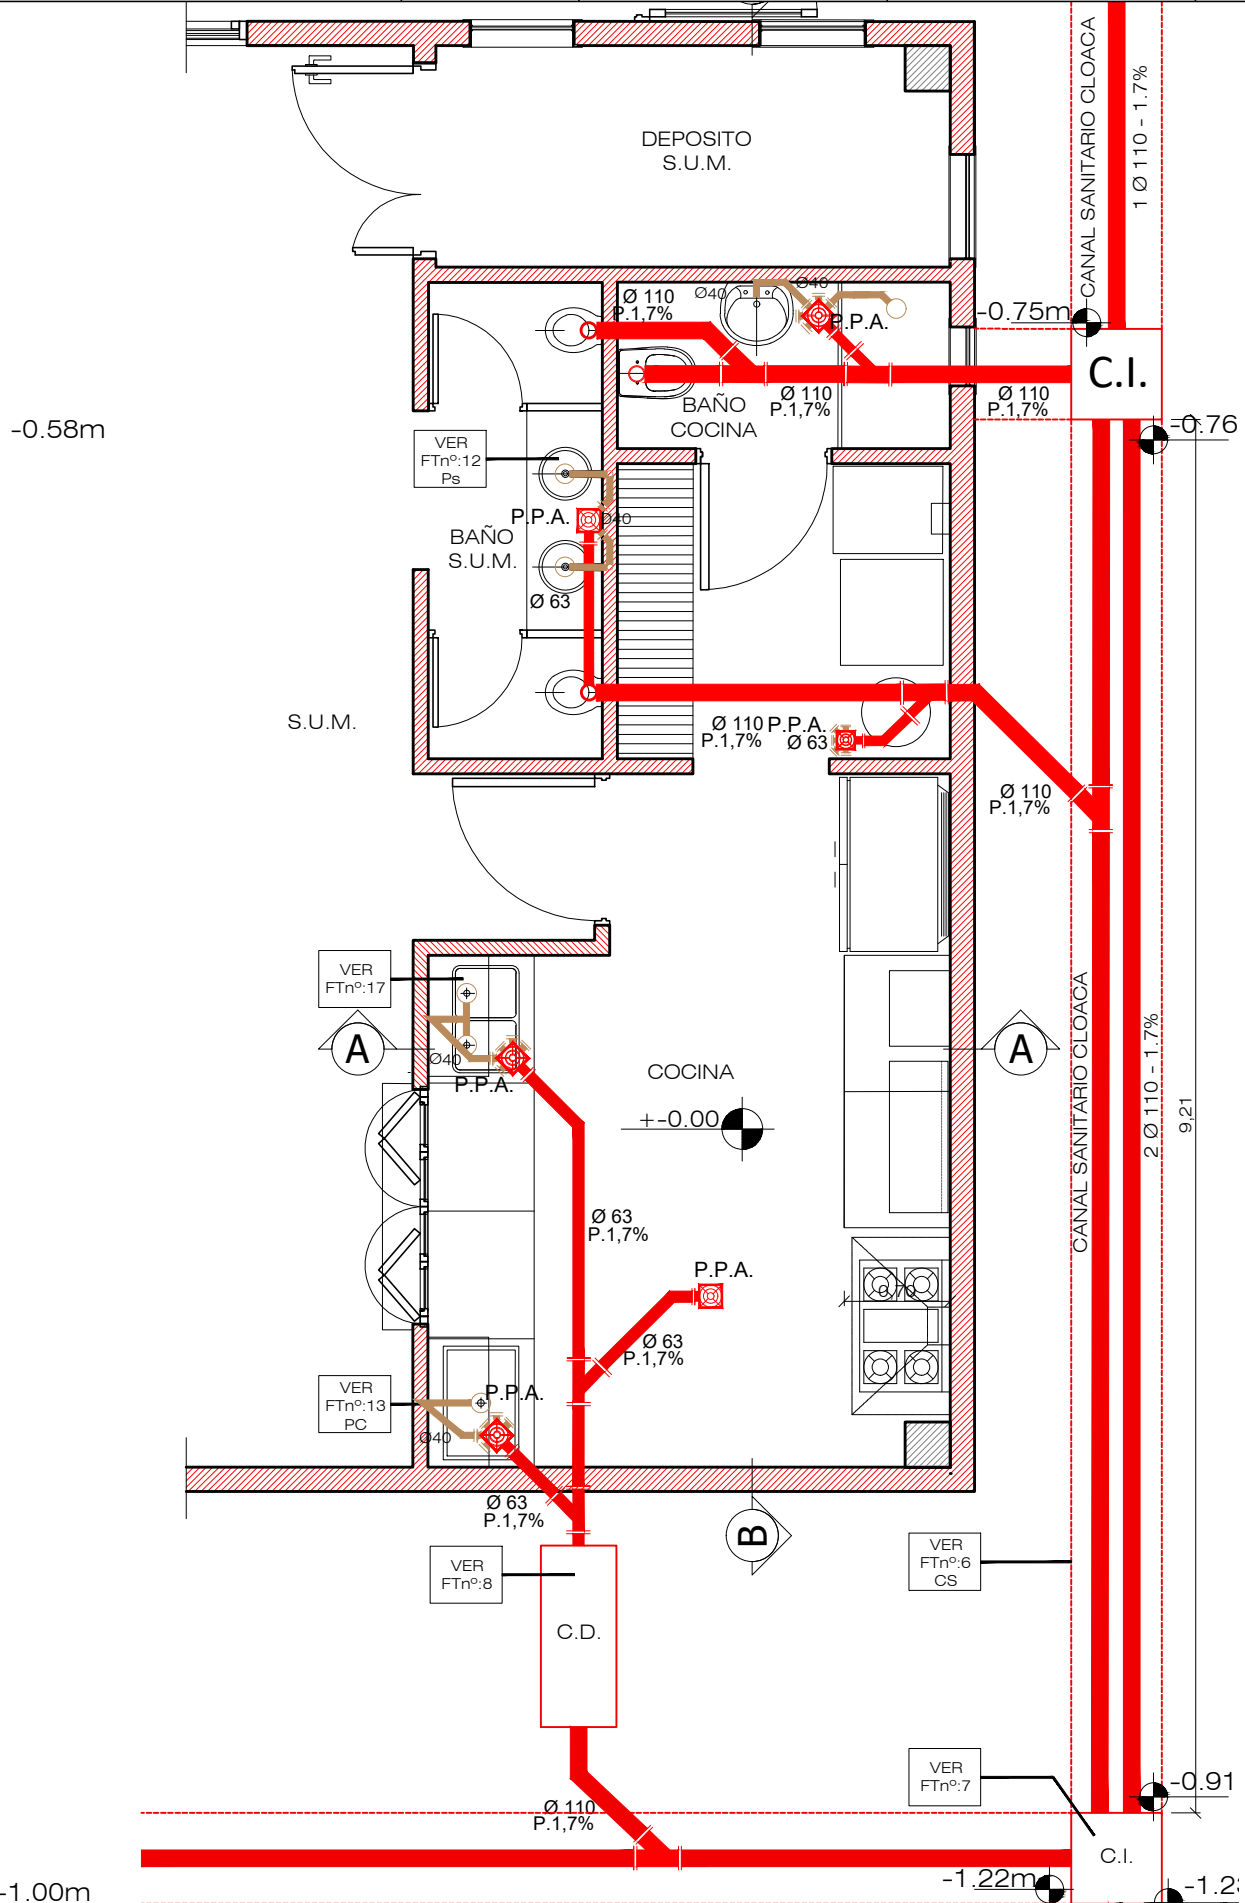 CANAL SANITARIO CLOACA
1 Ø 110 - 1.7%
DEPOSITO
S.U.M.
Ø 110
P.1,7%
Ø40
Ø40
P.P.A.
-0.75m
C.I.
Ø 110
P.1,7%
Ø 110
P.1,7%
BAÑO
COCINA
-0.58m
-0.76
VER
FTnº:12
Ps
P.P.A.
Ø40
BAÑO
S.U.M.
Ø 63
S.U.M.
Ø 110
P.1,7%
P.P.A.
Ø 63
Ø 110
P.1,7%
VER
FTnº:17
A
Ø40
P.P.A.
COCINA
+-0.00
A
CANAL SANITARIO CLOACA
2 Ø 110 - 1.7%
9,21
Ø 63
P.1,7%
P.P.A.
0,70
Ø 63
P.1,7%
VER
FTnº:13
PC
P.P.A.
Ø40
Ø 63
P.1,7%
B
VER
FTnº:8
VER
FTnº:6
CS
C.D.
VER
FTnº:7
-0.91
Ø 110
P.1,7%
C.I.
-1.00m
-1.22m